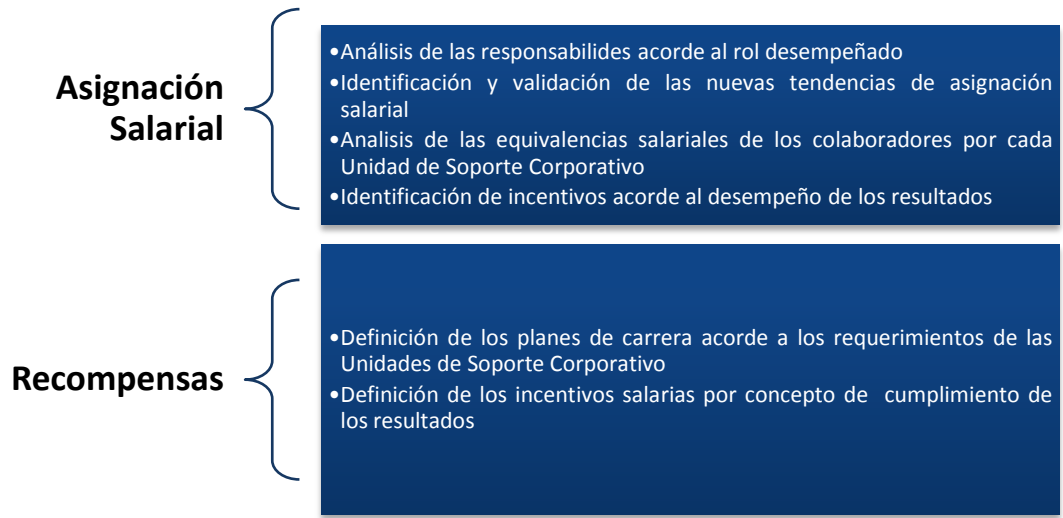 Asignación
Salarial
•Análisis de las responsabilides acorde al rol desempeñado
•Identificación y validación de las nuevas tendencias de asignación
salarial
•Analisis de las equivalencias salariales de los colaboradores por cada
Unidad de Soporte Corporativo
•Identificación de incentivos acorde al desempeño de los resultados
Recompensas
•Definición de los planes de carrera acorde a los requerimientos de las
Unidades de Soporte Corporativo
•Definición de los incentivos salarias por concepto de cumplimiento de
los resultados